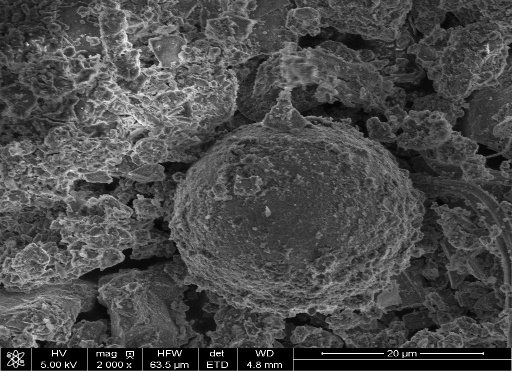 HV mag HFW det WD 20 µm
5.00 kV 2 000 x 63.5 µm ETD 4.8 mm